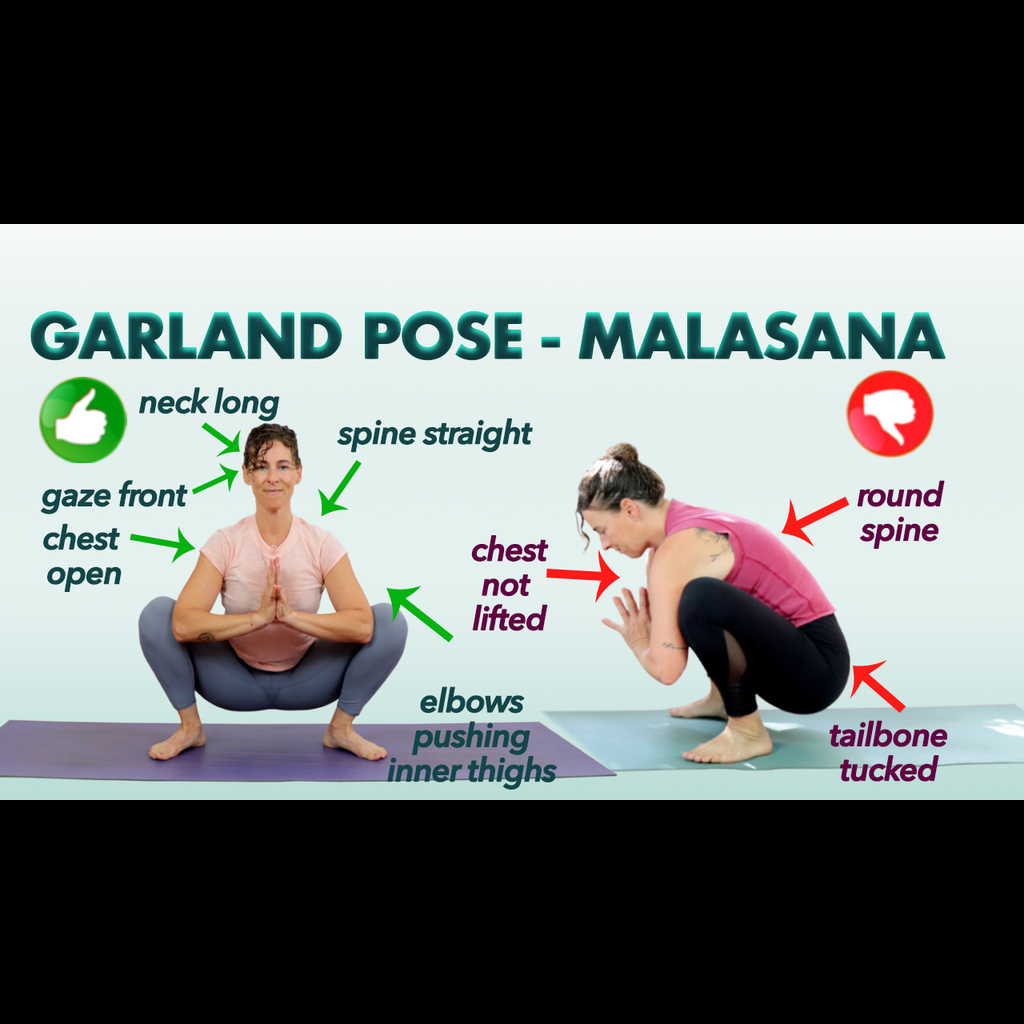 GARLAND POSE - MALASANA
neck long
spine straight
gaze front
chest
open
elbows
pushing
inner thighs
chest
not
lifted
round
spine
tailbone
tucked